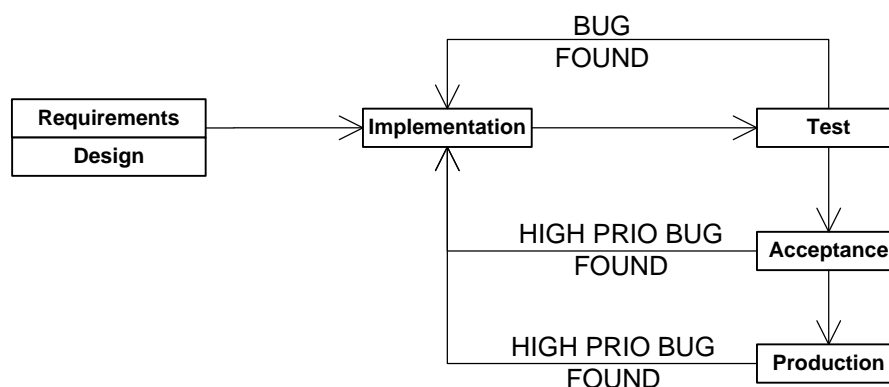 BUG
FOUND
Requirements
Design
Implementation
Test
HIGH PRIO BUG
FOUND
Acceptance
HIGH PRIO BUG
FOUND
Production